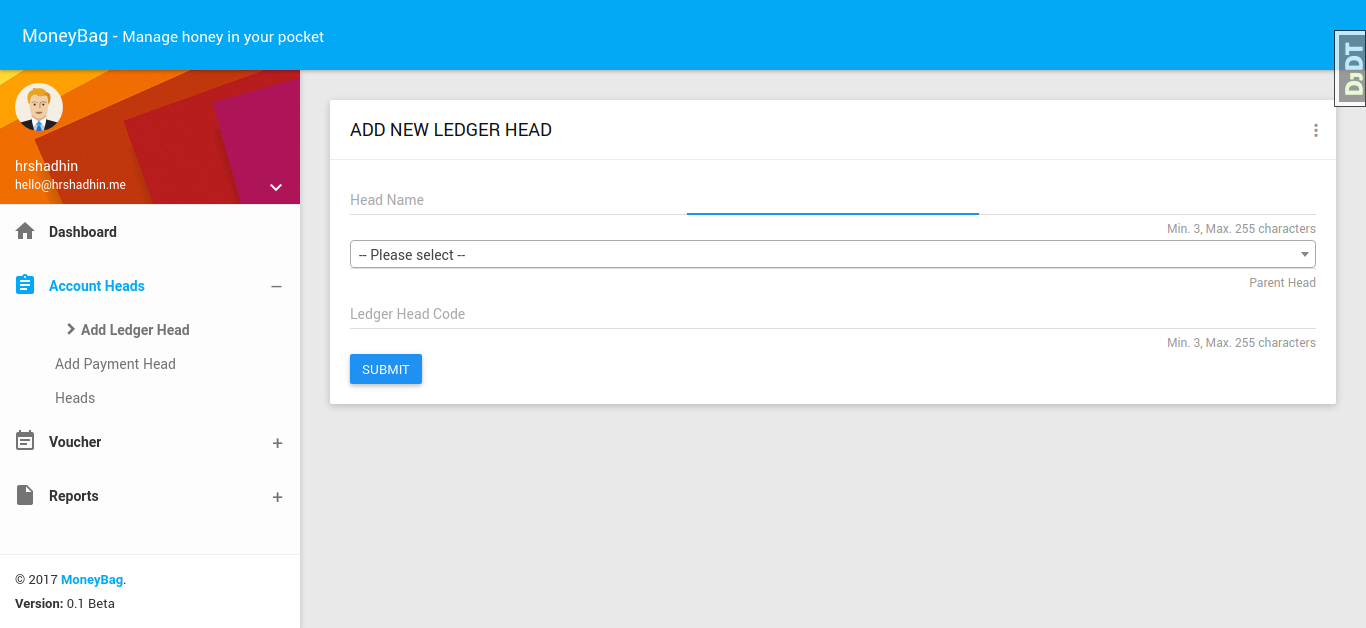 MoneyBag - Manage honey in your pocket
DjDT
hrshadhin
hello@hrshadhin.me
Dashboard
Account Heads
Add Ledger Head
Add Payment Head
Heads
Voucher
Reports
© 2017 MoneyBag.
Version: 0.1 Beta
ADD NEW LEDGER HEAD
Head Name
Min. 3, Max. 255 characters
-- Please select --
Parent Head
Ledger Head Code
Min. 3, Max. 255 characters
SUBMIT